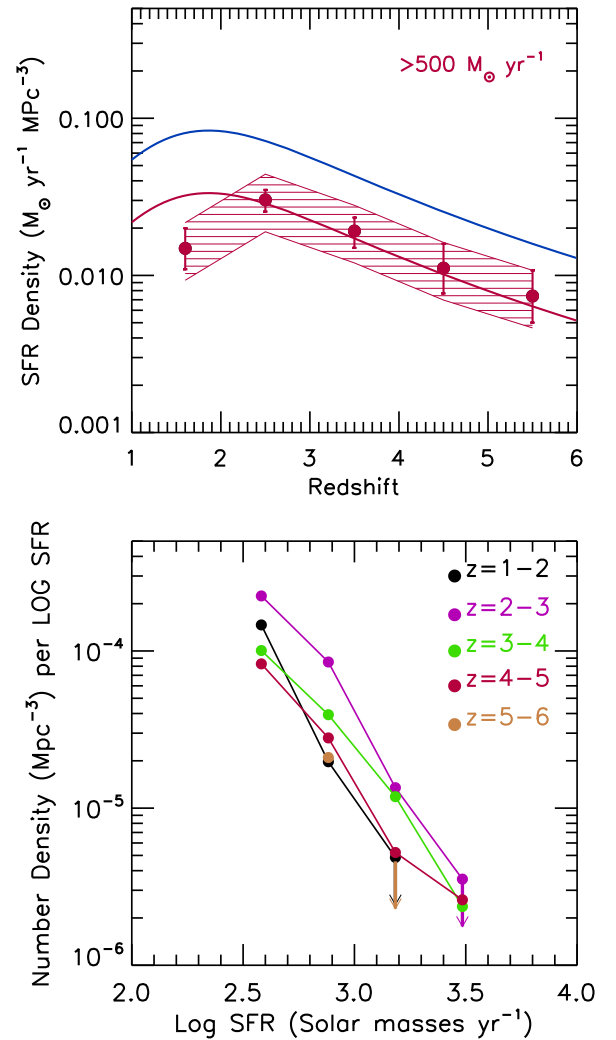 >500 M⊙ yr⁻¹
SFR Density (M⊙ yr⁻¹ MPc⁻³)
0.100
0.010
0.001
1 2 3 4 5 6
Redshift
Number Density (Mpc⁻³) per LOG SFR
z=1−2
z=2−3
z=3−4
z=4−5
z=5−6
10⁻⁴
10⁻⁵
10⁻⁶
2.0 2.5 3.0 3.5 4.0
Log SFR (Solar masses yr⁻¹)